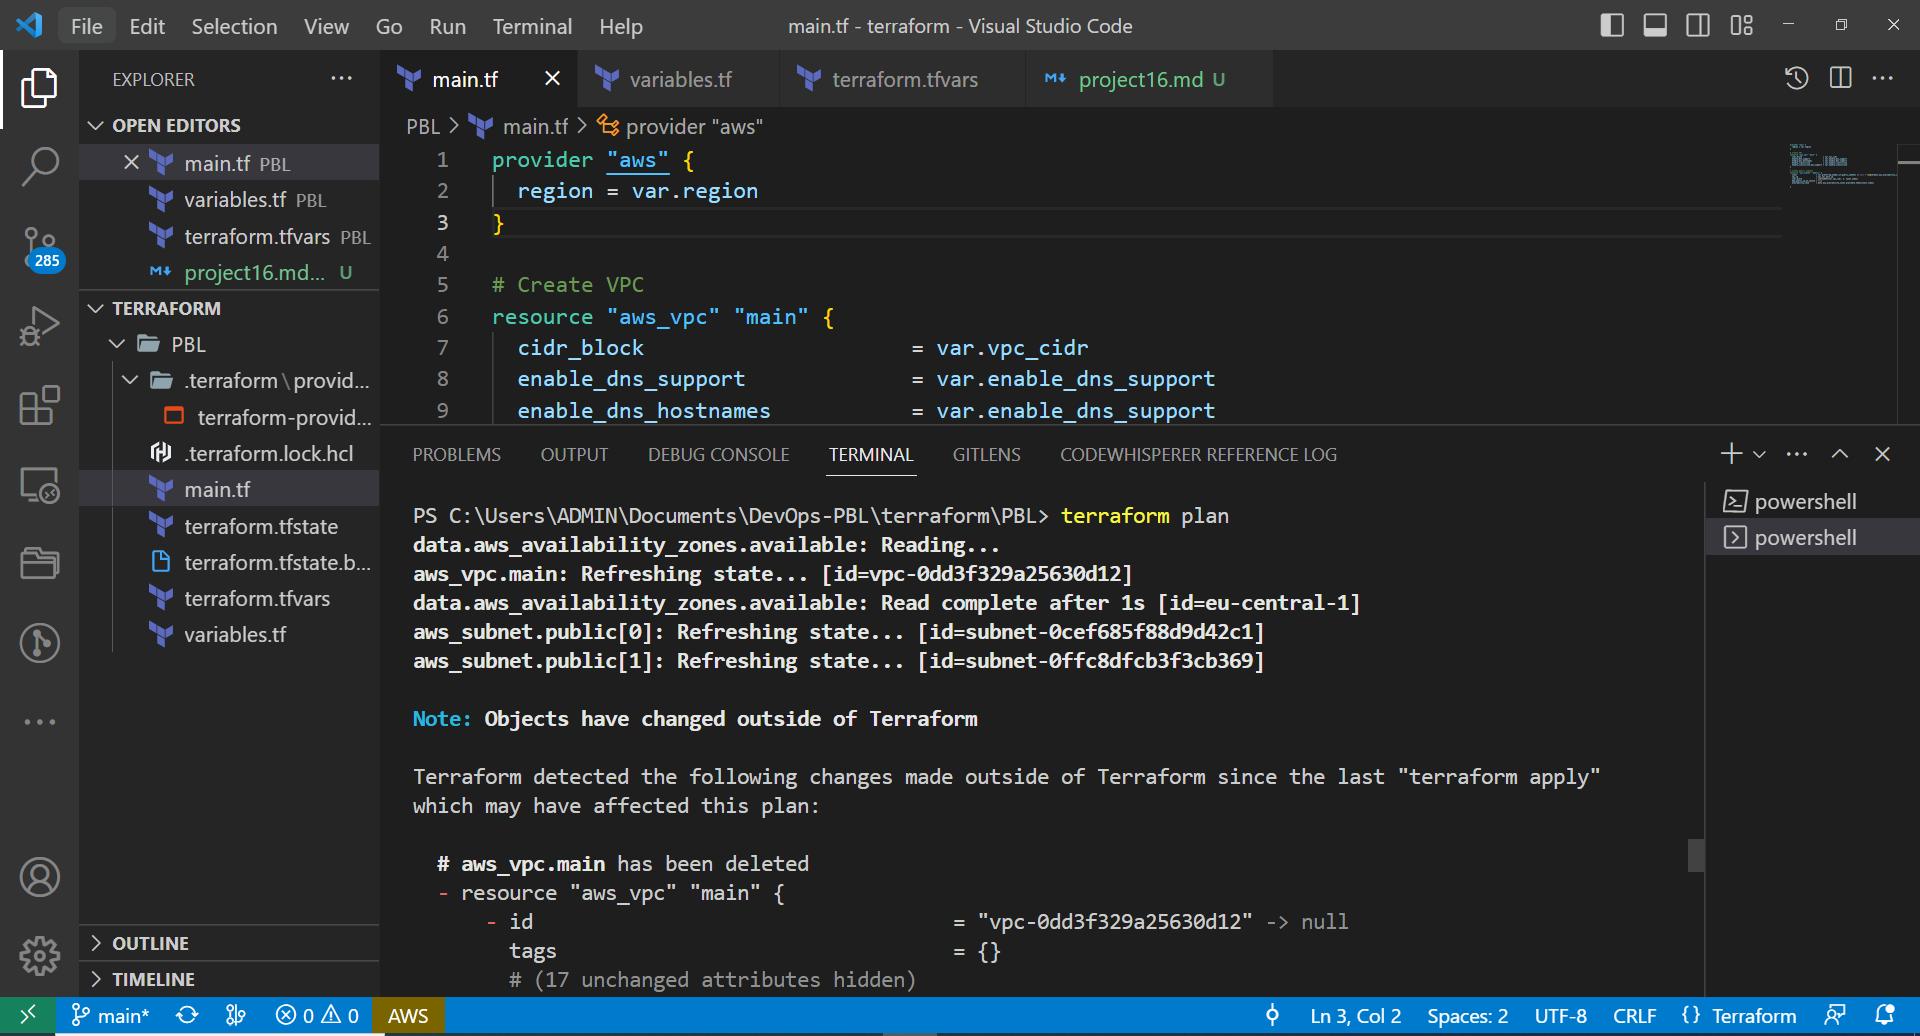 File Edit Selection View Go Run Terminal Help
main.tf - terraform - Visual Studio Code
EXPLORER
OPEN EDITORS
main.tf PBL
variables.tf PBL
terraform.tfvars PBL
project16.md... U
285
TERRAFORM
PBL
.terraform\provid...
terraform-provid...
.terraform.lock.hcl
main.tf
terraform.tfstate
terraform.tfstate.b...
terraform.tfvars
variables.tf
OUTLINE
TIMELINE
main.tf variables.tf terraform.tfvars project16.md U
PBL > main.tf > provider "aws"
1 provider "aws" {
2 region = var.region
3 }
4
5 # Create VPC
6 resource "aws_vpc" "main" {
7 cidr_block = var.vpc_cidr
8 enable_dns_support = var.enable_dns_support
9 enable_dns_hostnames = var.enable_dns_support
PROBLEMS OUTPUT DEBUG CONSOLE TERMINAL GITLENS CODEWHISPERER REFERENCE LOG
PS C:\Users\ADMIN\Documents\DevOps-PBL\terraform\PBL> terraform plan
data.aws_availability_zones.available: Reading...
aws_vpc.main: Refreshing state... [id=vpc-0dd3f329a25630d12]
data.aws_availability_zones.available: Read complete after 1s [id=eu-central-1]
aws_subnet.public[0]: Refreshing state... [id=subnet-0cef685f88d9d42c1]
aws_subnet.public[1]: Refreshing state... [id=subnet-0ffc8dfcb3f3cb369]
Note: Objects have changed outside of Terraform
Terraform detected the following changes made outside of Terraform since the last "terraform apply"
which may have affected this plan:
# aws_vpc.main has been deleted
- resource "aws_vpc" "main" {
- id = "vpc-0dd3f329a25630d12" -> null
tags = {}
# (17 unchanged attributes hidden)
powershell
powershell
main* 0 0 AWS Ln 3, Col 2 Spaces: 2 UTF-8 CRLF {} Terraform